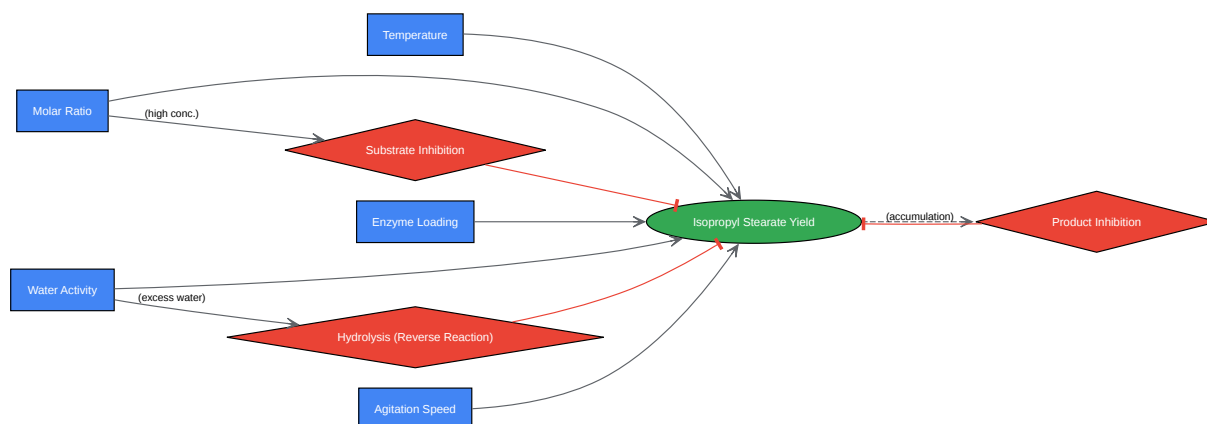 Temperature
Molar Ratio
(high conc.)
Substrate Inhibition
Enzyme Loading
Isopropyl Stearate Yield
(accumulation)
Product Inhibition
Water Activity
(excess water)
Hydrolysis (Reverse Reaction)
Agitation Speed